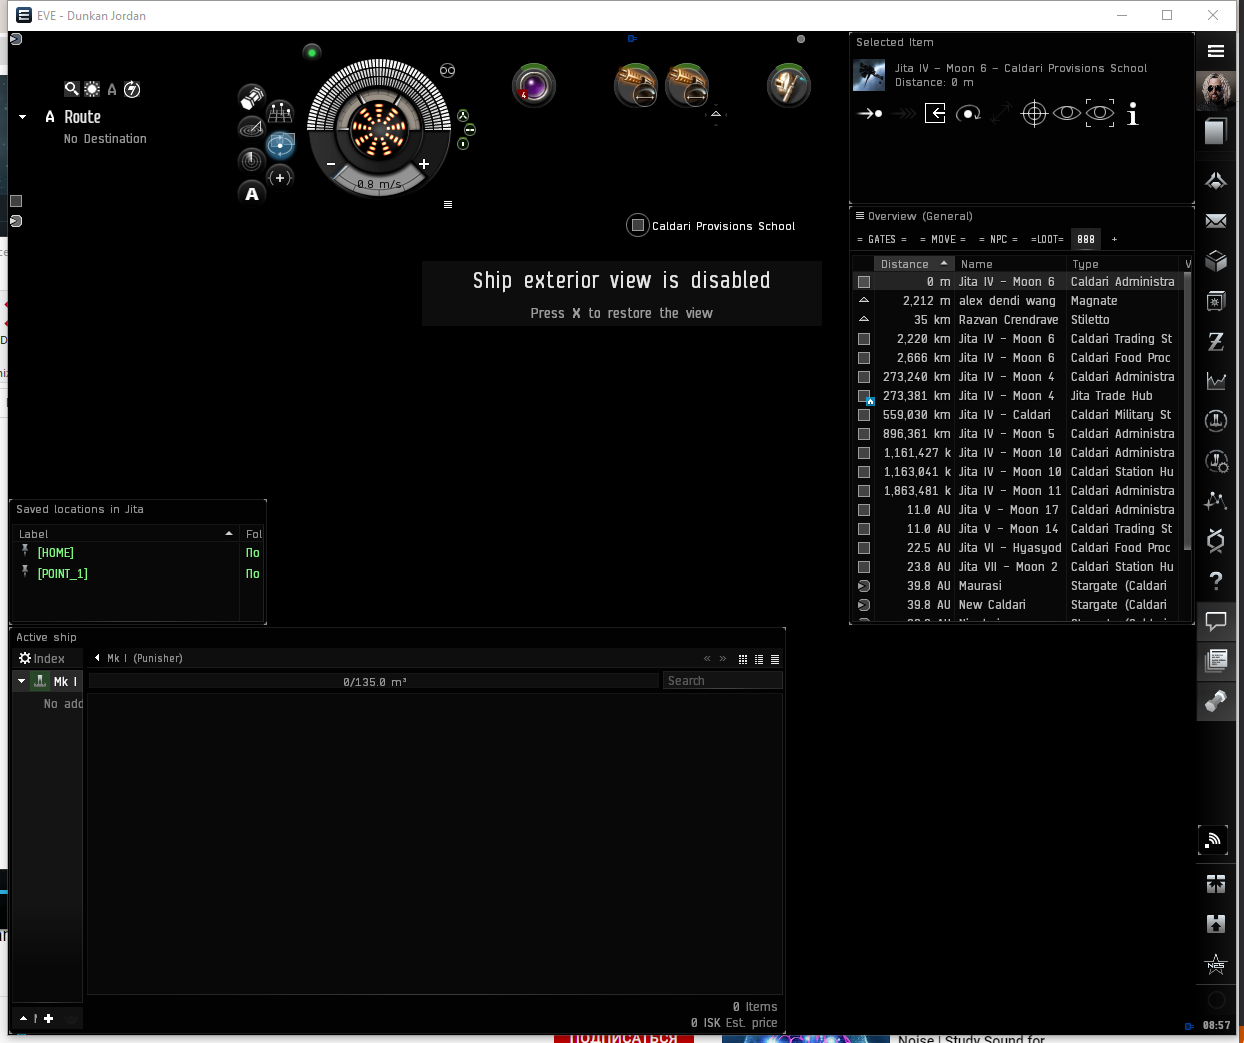 EVE - Dunkan Jordan
A
Route
No Destination
A
0.8 m/s
4
Caldari Provisions School
Ship exterior view is disabled
Press X to restore the view
Selected Item
Jita IV - Moon 6 - Caldari Provisions School
Distance: 0 m
Overview (General)
= GATES = = MOVE = = NPC = =LOOT= 888 +
Distance Name Type V
0 m Jita IV - Moon 6 Caldari Administra
2,212 m alex dendi wang Magnate
35 km Razvan Crendrave Stiletto
2,220 km Jita IV - Moon 6 Caldari Trading St
2,666 km Jita IV - Moon 6 Caldari Food Proc
273,240 km Jita IV - Moon 4 Caldari Administra
273,381 km Jita IV - Moon 4 Jita Trade Hub
559,030 km Jita IV - Caldari Caldari Military St
896,361 km Jita IV - Moon 5 Caldari Administra
1,161,427 k Jita IV - Moon 10 Caldari Administra
1,163,041 k Jita IV - Moon 10 Caldari Station Hu
1,863,481 k Jita IV - Moon 11 Caldari Administra
11.0 AU Jita V - Moon 17 Caldari Administra
11.0 AU Jita V - Moon 14 Caldari Trading St
22.5 AU Jita VI - Hyasyod Caldari Food Proc
23.8 AU Jita VII - Moon 2 Caldari Station Hu
39.8 AU Maurasi Stargate (Caldari
39.8 AU New Caldari Stargate (Caldari
Saved locations in Jita
Label Fol
[HOME] По
[POINT_1] По
Active ship
Index
Mk I (Punisher)
Mk I
0/135.0 m³
Search
No add
0 Items
0 ISK Est. price
NES
08:57
ПОДПИСАТЬСЯ
Noise | Study Sound for